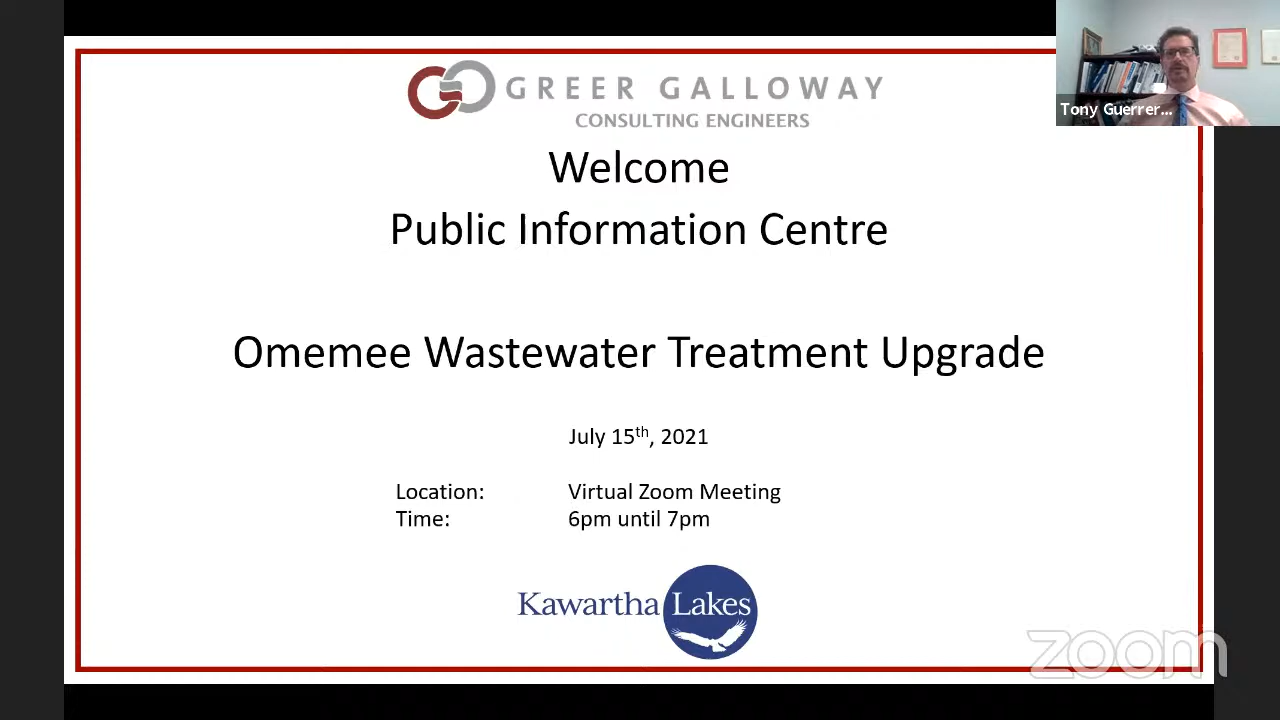 GREER GALLOWAY
CONSULTING ENGINEERS
Tony Guerrer...
Welcome
Public Information Centre
Omemee Wastewater Treatment Upgrade
July 15th, 2021
Location: Virtual Zoom Meeting
Time: 6pm until 7pm
Kawartha Lakes
zoom